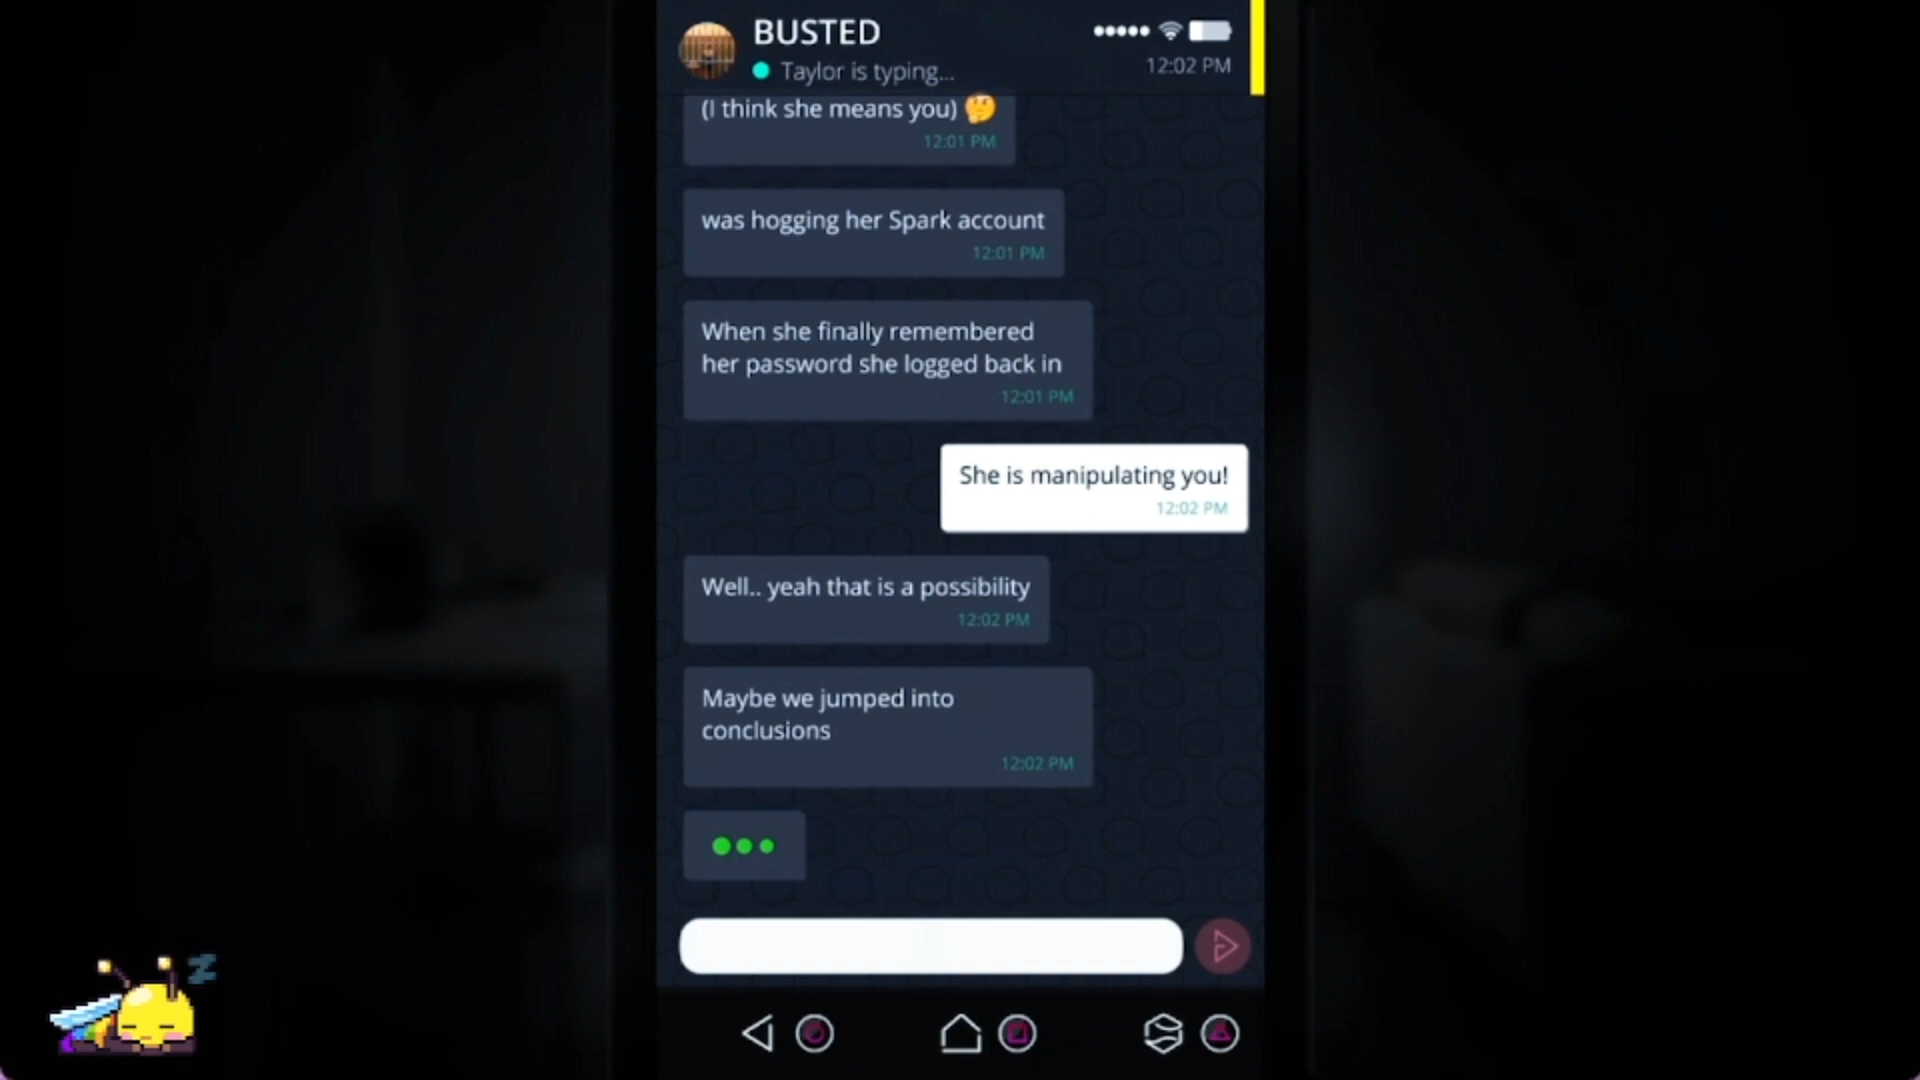 BUSTED
Taylor is typing...
12:02 PM
(I think she means you) 🤔
12:01 PM
was hogging her Spark account
12:01 PM
When she finally remembered
her password she logged back in
12:01 PM
She is manipulating you!
12:02 PM
Well.. yeah that is a possibility
12:02 PM
Maybe we jumped into
conclusions
12:02 PM
Z